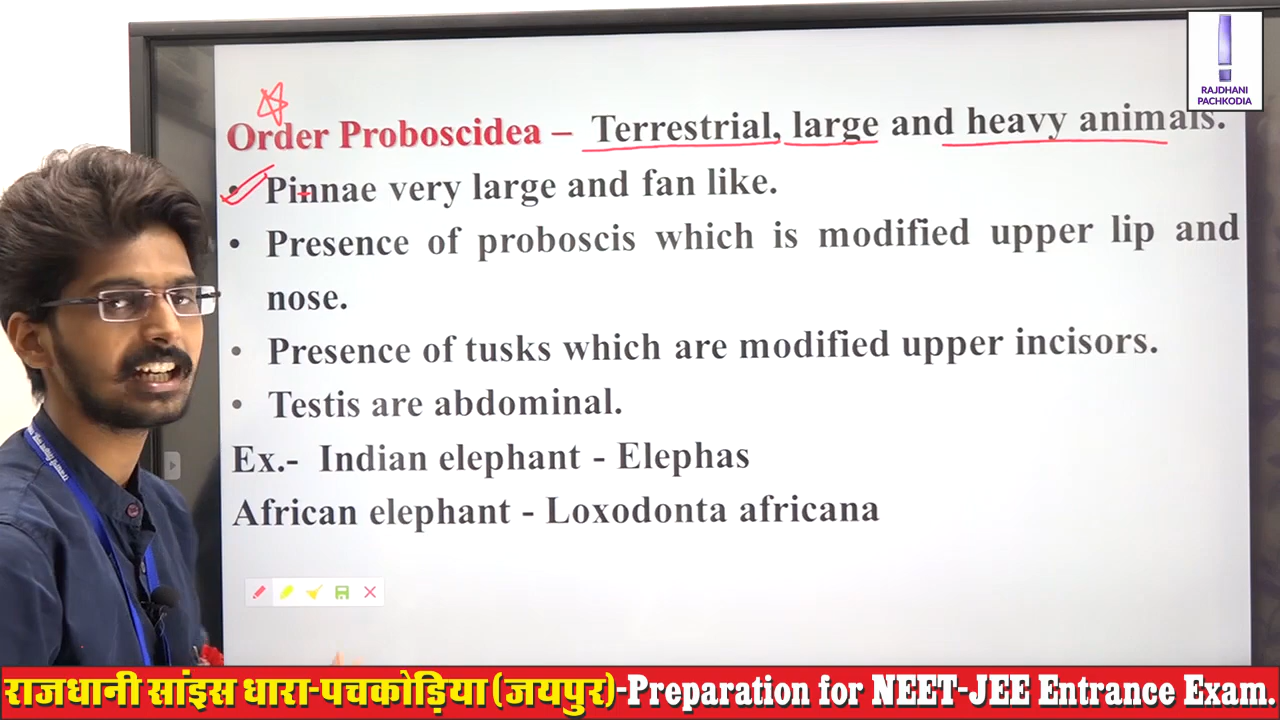 RAJDHANI
PACHKODIA
Order Proboscidea – Terrestrial, large and heavy animals.
• Pinnae very large and fan like.
• Presence of proboscis which is modified upper lip and
nose.
• Presence of tusks which are modified upper incisors.
• Testis are abdominal.
Ex.- Indian elephant - Elephas
African elephant - Loxodonta africana
राजधानी सांइस धारा-पचकोड़िया (जयपुर)-Preparation for NEET-JEE Entrance Exam.